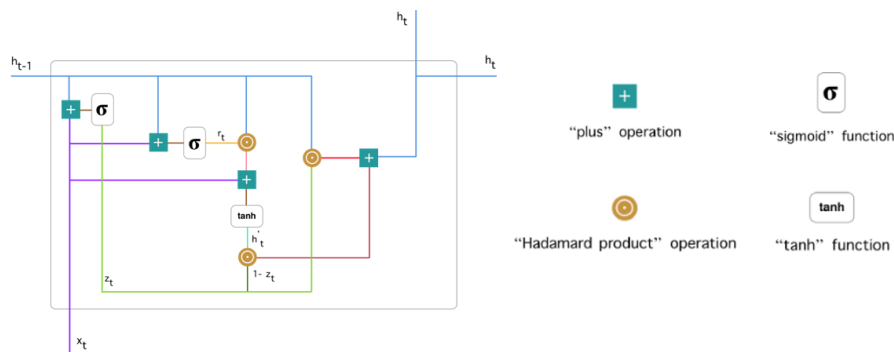 h_t
h_{t-1}
h_t
σ
σ
r_t
tanh
h'_t
1- z_t
z_t
x_t
σ
“plus” operation
“sigmoid” function
tanh
“Hadamard product” operation
“tanh” function